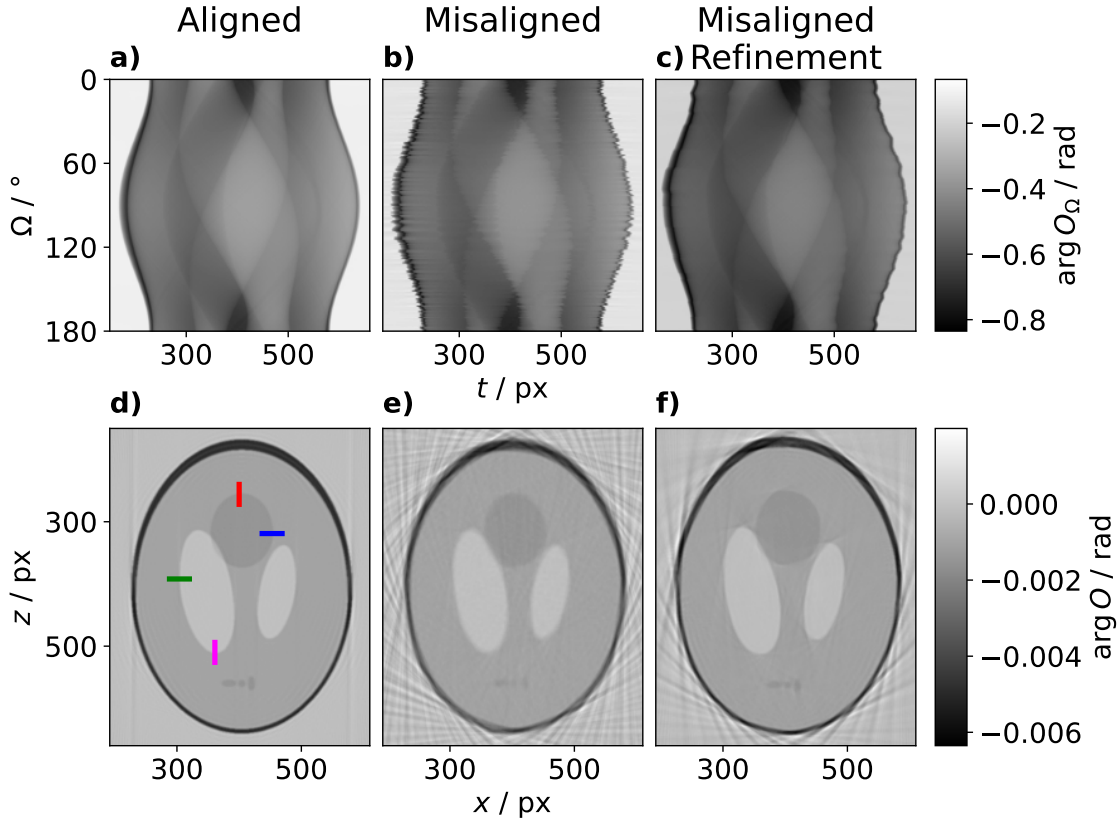 Aligned
Misaligned
Misaligned
Refinement
a)
b)
c)
0
60
120
180
Ω / °
300 500
300 500
300 500
t / px
−0.2
−0.4
−0.6
−0.8
arg O_Ω / rad
d)
e)
f)
300
500
z / px
300 500
300 500
300 500
x / px
0.000
−0.002
−0.004
−0.006
arg O / rad